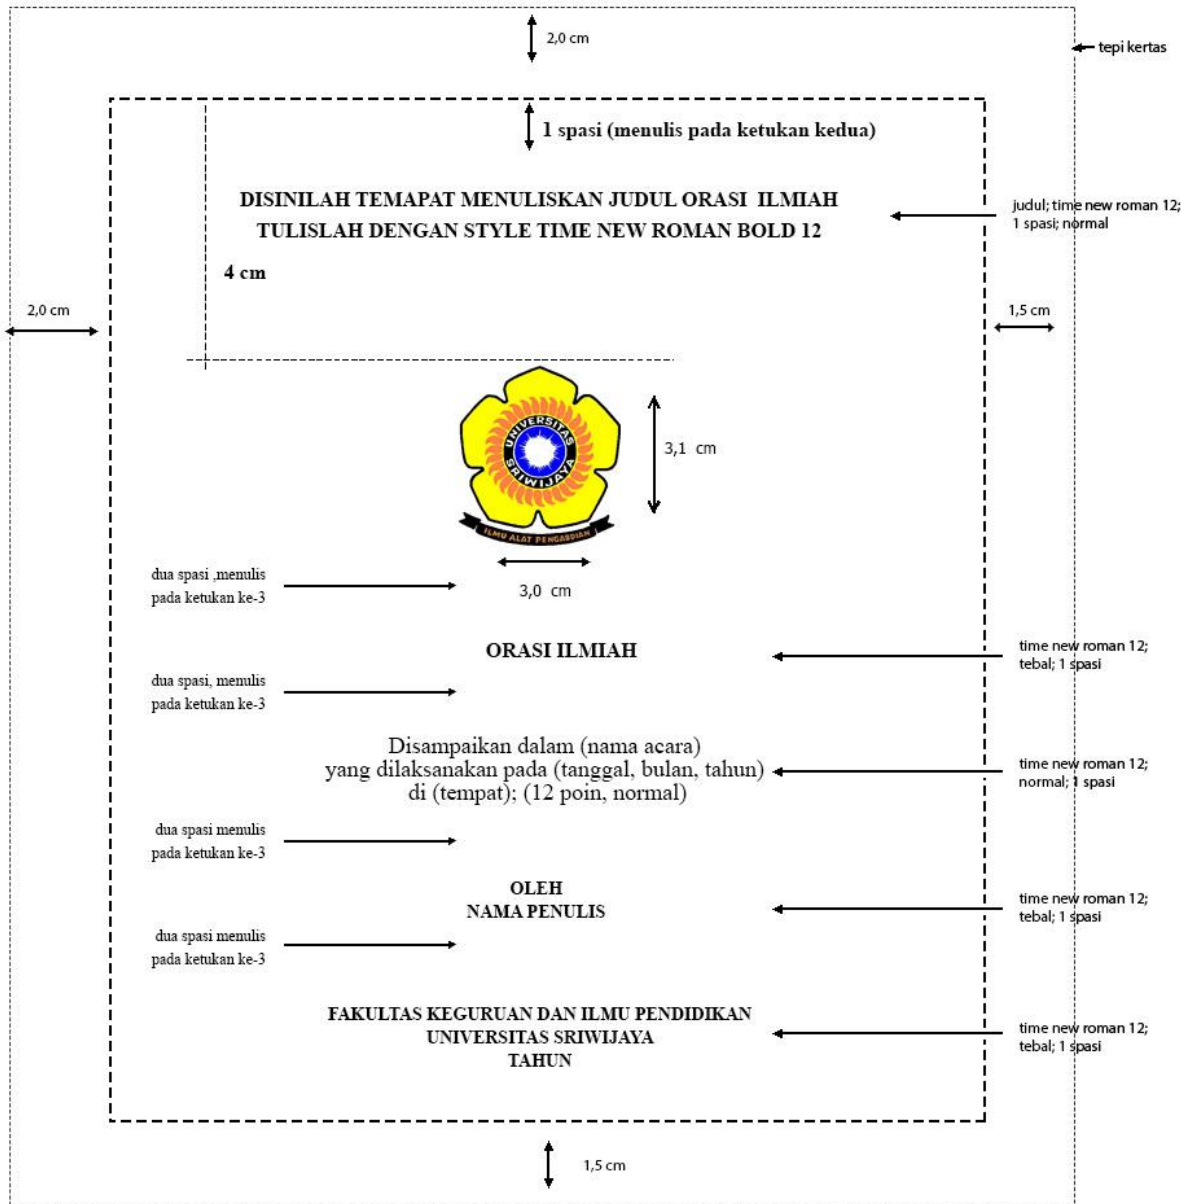 2,0 cm
tepi kertas
1 spasi (menulis pada ketukan kedua)
DISINILAH TEMAPAT MENULISKAN JUDUL ORASI ILMIAH
TULISLAH DENGAN STYLE TIME NEW ROMAN BOLD 12
judul; time new roman 12;
1 spasi; normal
4 cm
2,0 cm
1,5 cm
UNIVERSITAS
SRIWIJAYA
ILMU ALAT PENGABDIAN
3,1 cm
3,0 cm
dua spasi ,menulis
pada ketukan ke-3
ORASI ILMIAH
time new roman 12;
tebal; 1 spasi
dua spasi, menulis
pada ketukan ke-3
Disampaikan dalam (nama acara)
yang dilaksanakan pada (tanggal, bulan, tahun)
di (tempat); (12 poin, normal)
time new roman 12;
normal; 1 spasi
dua spasi menulis
pada ketukan ke-3
OLEH
NAMA PENULIS
time new roman 12;
tebal; 1 spasi
dua spasi menulis
pada ketukan ke-3
FAKULTAS KEGURUAN DAN ILMU PENDIDIKAN
UNIVERSITAS SRIWIJAYA
TAHUN
time new roman 12;
tebal; 1 spasi
1,5 cm